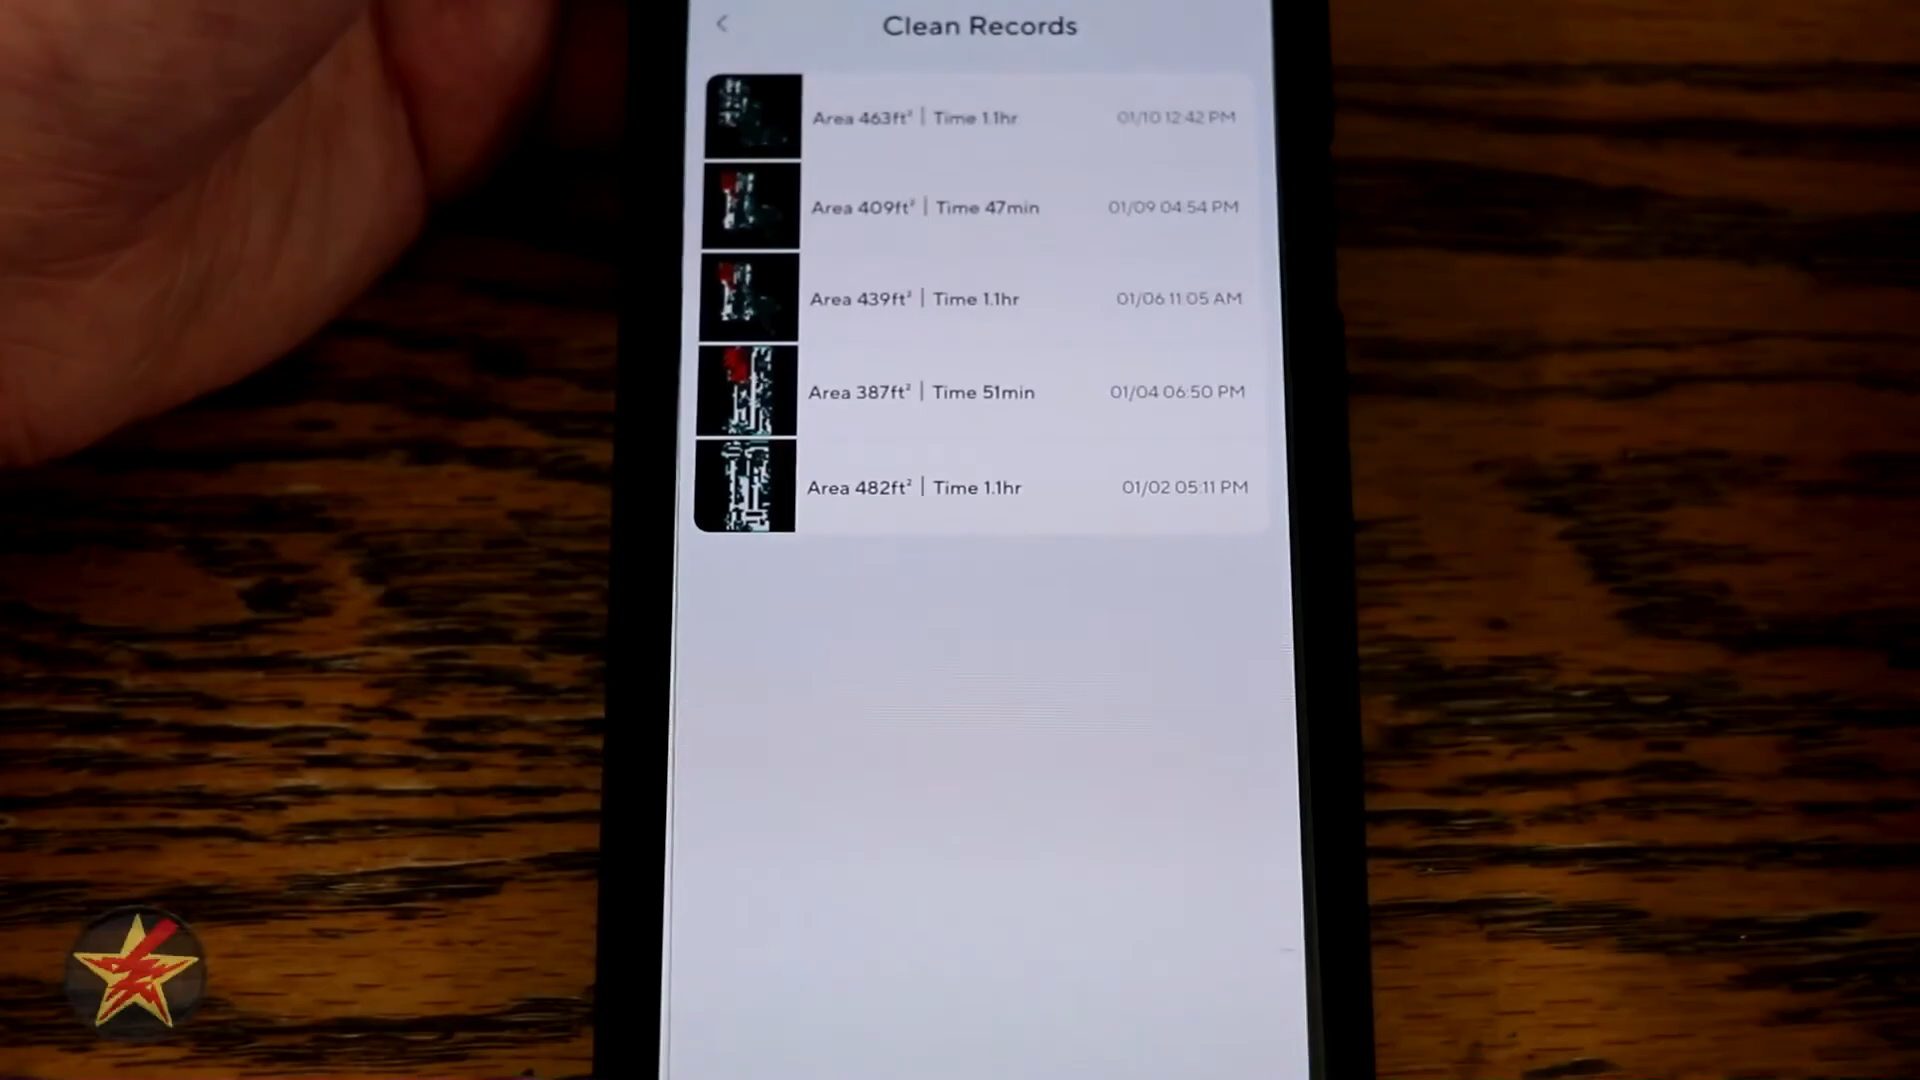 Clean Records
Area 463ft² | Time 1.1hr 01/10 12:42 PM
Area 409ft² | Time 47min 01/09 04:54 PM
Area 439ft² | Time 1.1hr 01/06 11:05 AM
Area 387ft² | Time 51min 01/04 06:50 PM
Area 482ft² | Time 1.1hr 01/02 05:11 PM